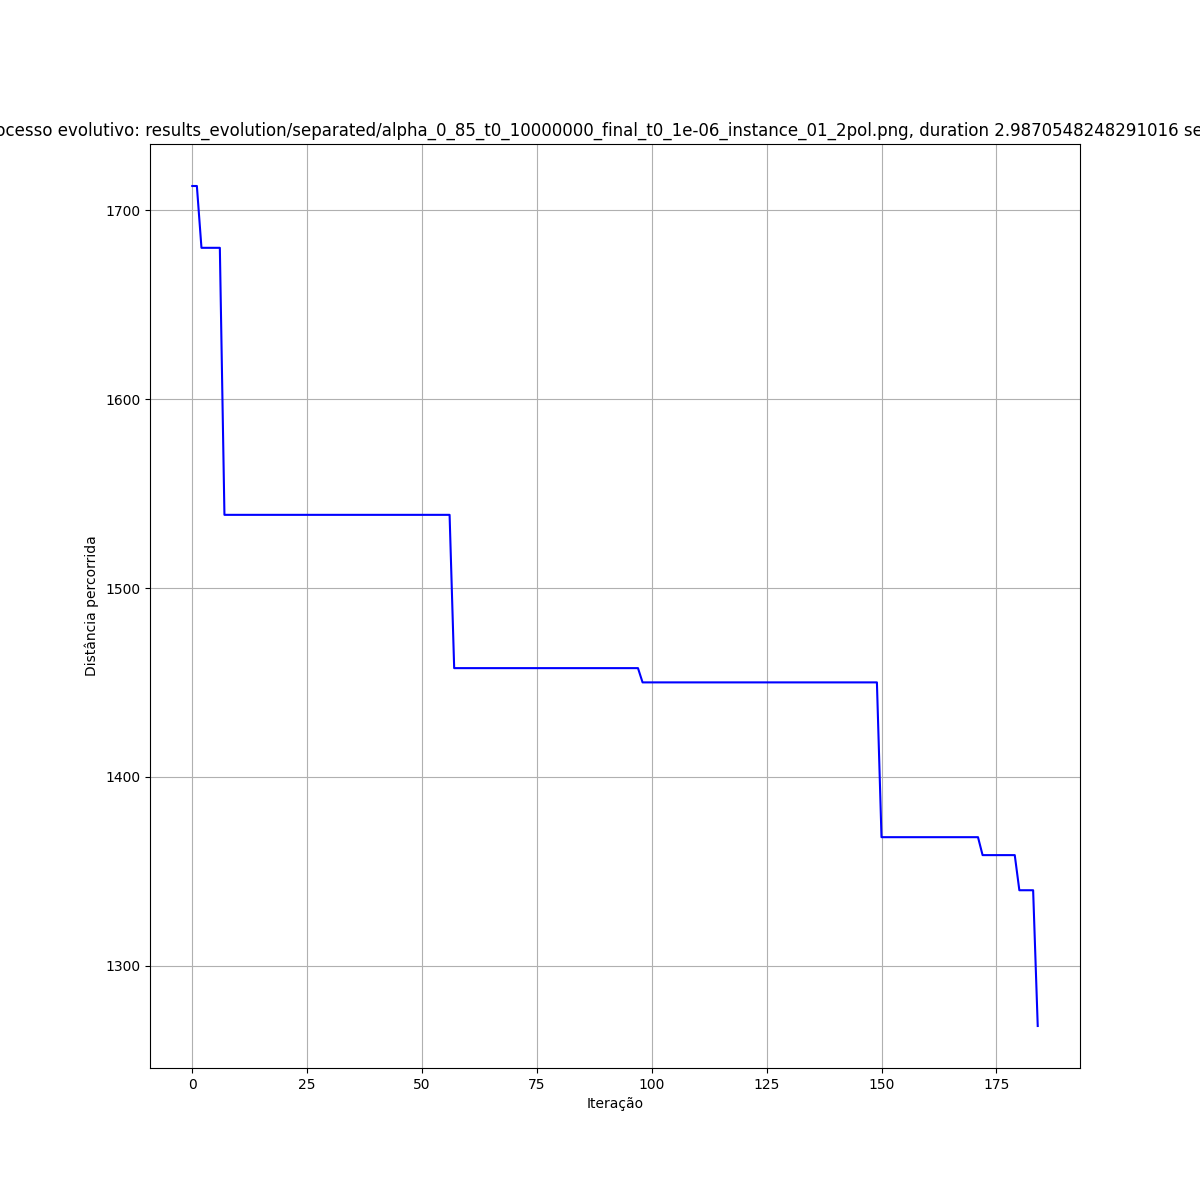 ocesso evolutivo: results_evolution/separated/alpha_0_85_t0_10000000_final_t0_1e-06_instance_01_2pol.png, duration 2.9870548248291016 se
1700
1600
1500
1400
1300
Distância percorrida
0 25 50 75 100 125 150 175
Iteração